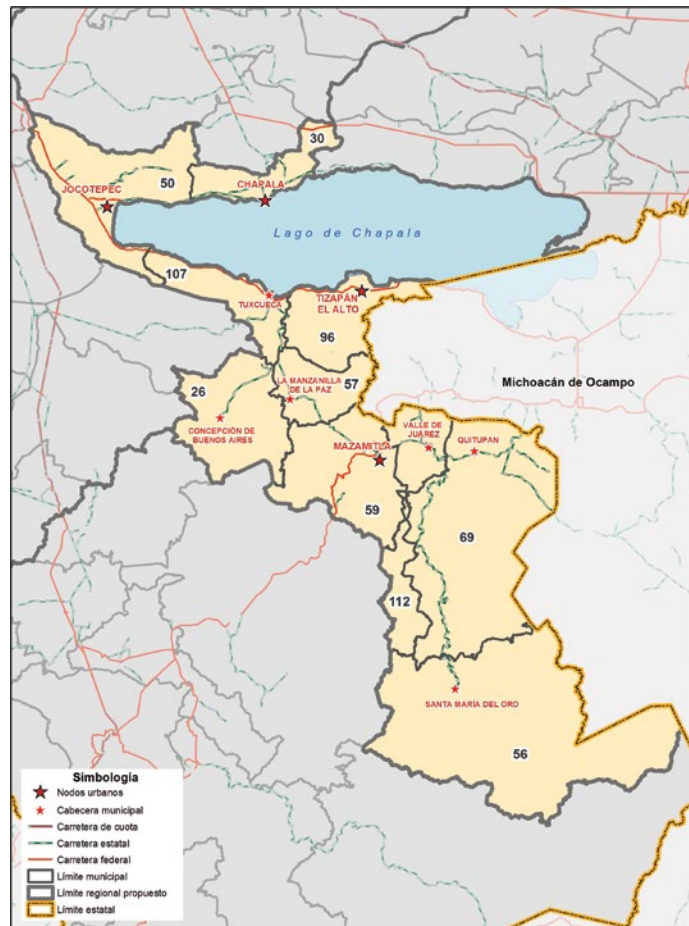 30
50
JOCOTEPEC
CHAPALA
Lago de Chapala
107
TUXCUECA
TIZAPÁN
EL ALTO
96
LA MANZANILLA
DE LA PAZ
57
Michoacán de Ocampo
26
CONCEPCIÓN DE
BUENOS AIRES
VALLE DE
JUÁREZ
QUITUPAN
MAZAMITLA
59
69
112
SANTA MARÍA DEL ORO
56
Simbología
Nodos urbanos
Cabecera municipal
Carretera de cuota
Carretera estatal
Carretera federal
Límite municipal
Límite regional propuesto
Límite estatal